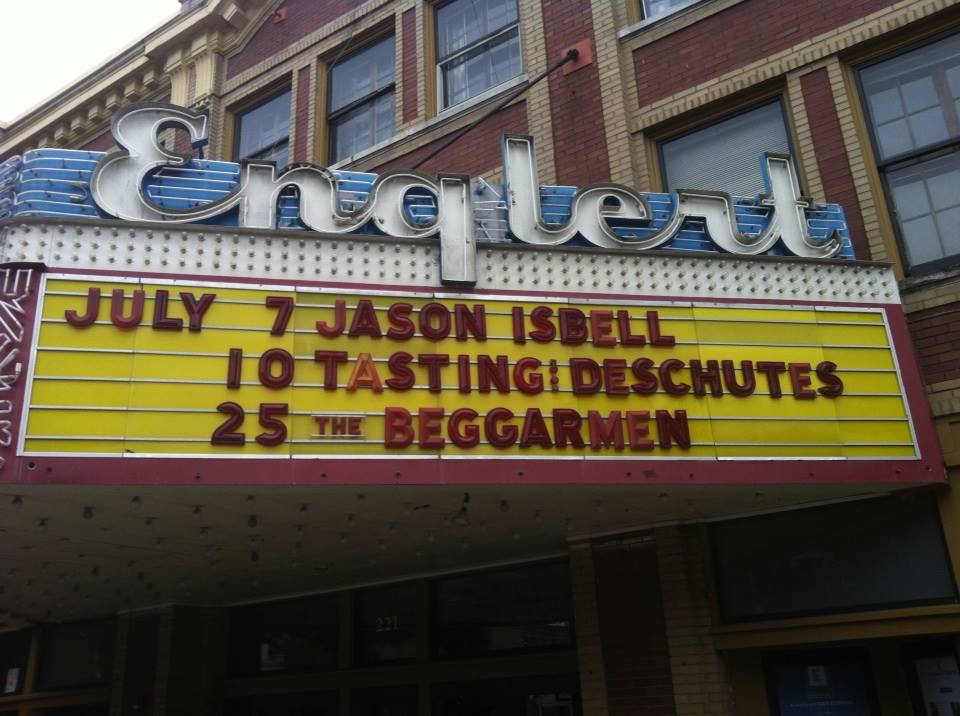 Englert
JULY 7 JASON ISBELL
10 TASTING: DESCHUTES
25 THE BEGGARMEN
221